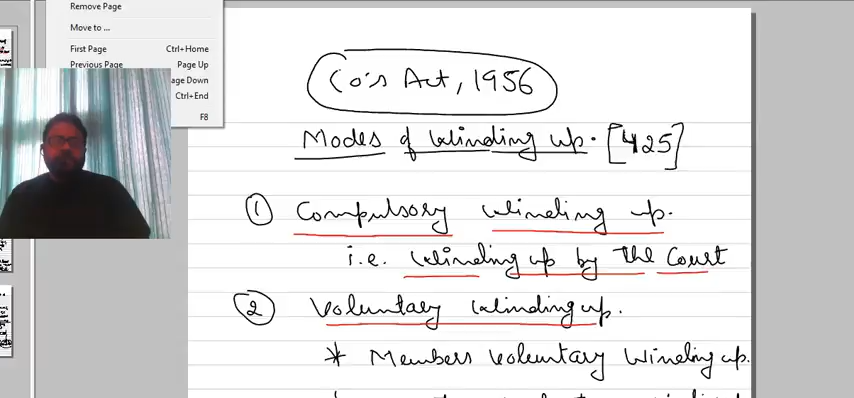 Remove Page
Move to ...
First Page Ctrl+Home
Previous Page Page Up
age Down
Ctrl+End
F8
Co's Act, 1956
Modes of Winding up. [425]
① Compulsory Winding up.
i.e. Winding up by the Court
② Voluntary Winding up.
* Members Voluntary Winding up.